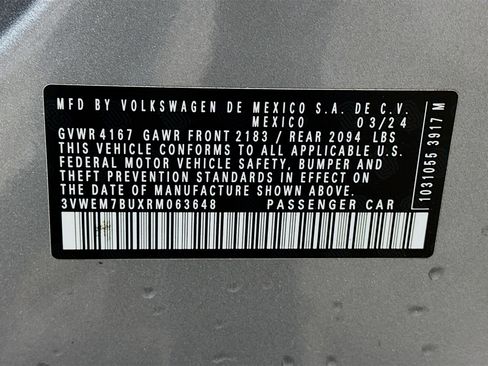 MFD BY VOLKSWAGEN DE MEXICO S.A. DE C.V.
MEXICO 03/24
GVWR 4167 GAWR FRONT 2183 / REAR 2094 LBS
THIS VEHICLE CONFORMS TO ALL APPLICABLE U.S.
FEDERAL MOTOR VEHICLE SAFETY, BUMPER AND
THEFT PREVENTION STANDARDS IN EFFECT ON THE
DATE OF MANUFACTURE SHOWN ABOVE.
3VWEM7BUXRM063648 PASSENGER CAR
1031055 3917 M